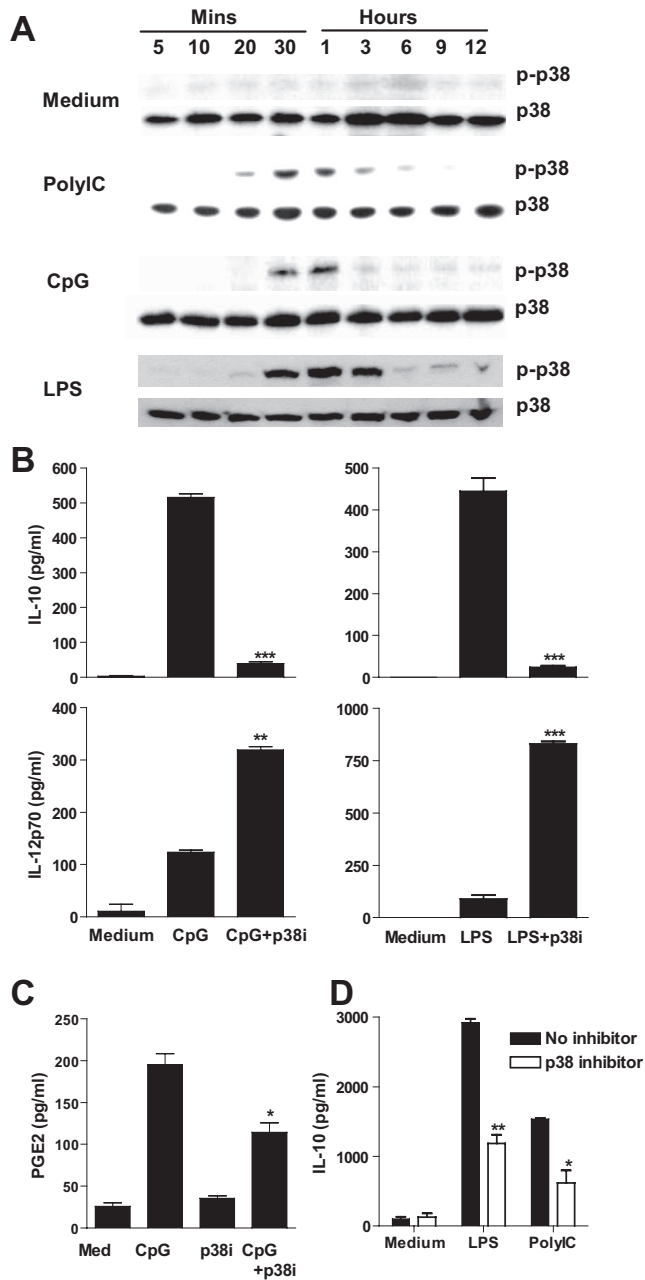 A
Mins Hours
5 10 20 30 1 3 6 9 12
Medium
p-p38
p38
PolyIC
p-p38
p38
CpG
p-p38
p38
LPS
p-p38
p38
B
IL-10 (pg/ml)
600
500
400
300
200
100
0
***
500
400
300
200
100
0
***
IL-12p70 (pg/ml)
400
300
200
100
0
**
Medium CpG CpG+p38i
1000
750
500
250
0
***
Medium LPS LPS+p38i
C
PGE2 (pg/ml)
250
200
150
100
50
0
*
Med CpG p38i CpG
+p38i
D
IL-10 (pg/ml)
3000
2000
1000
0
No inhibitor
p38 inhibitor
**
*
Medium LPS PolyIC